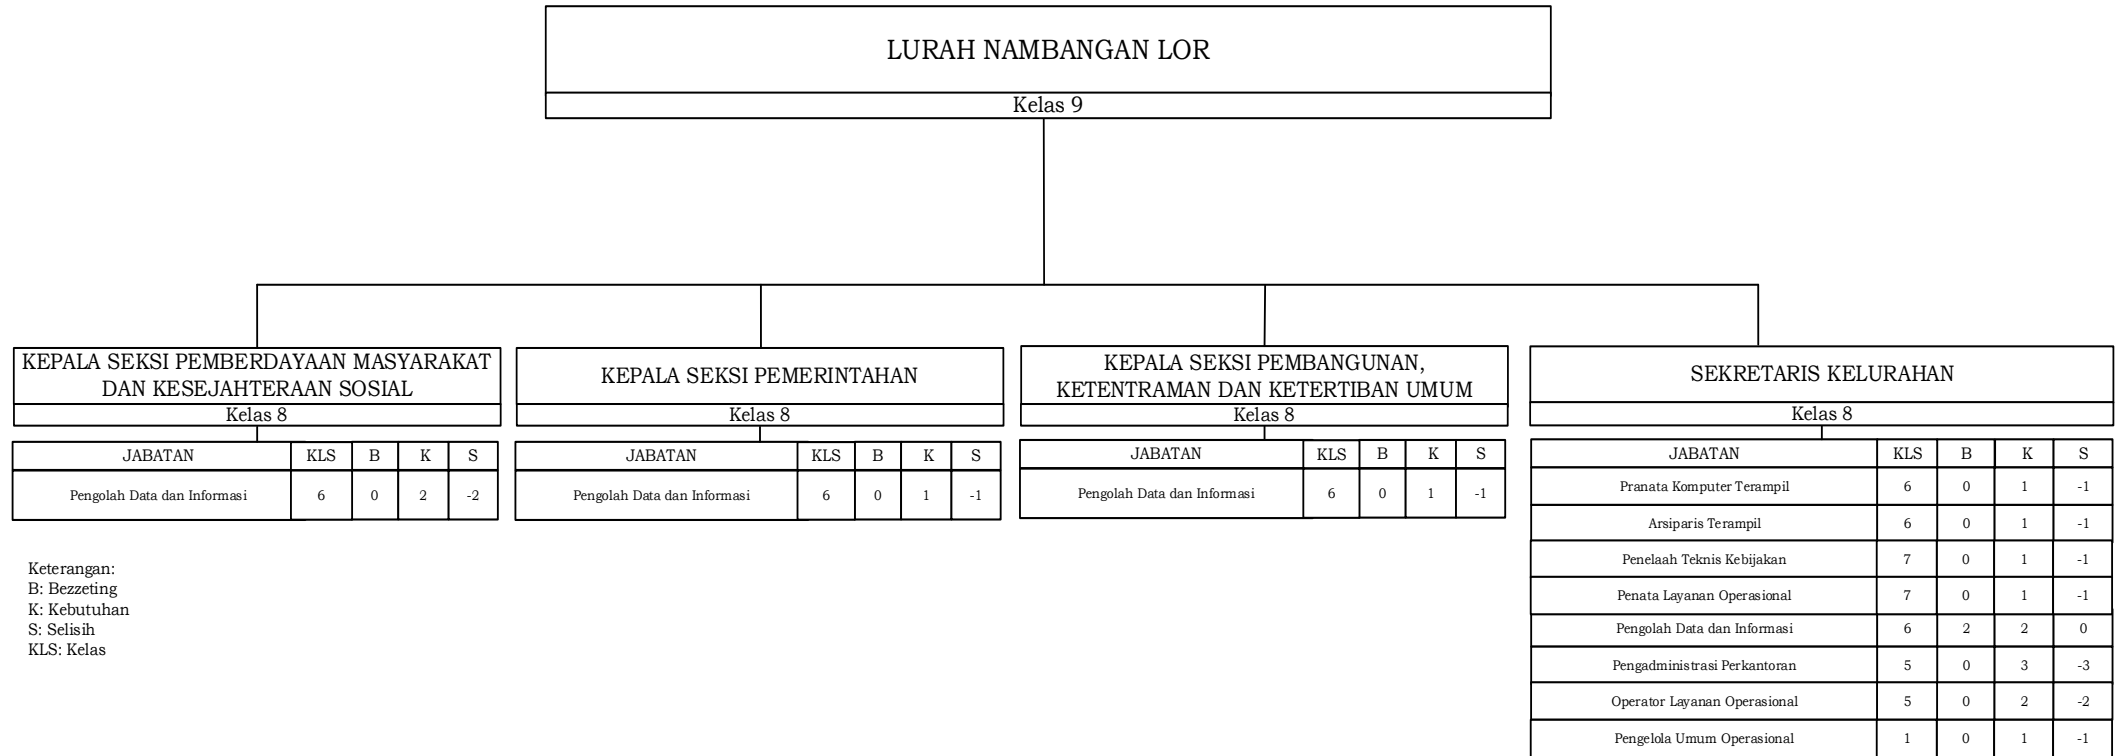 LURAH NAMBANGAN LOR
Kelas 9
KEPALA SEKSI PEMBERDAYAAN MASYARAKAT
DAN KESEJAHTERAAN SOSIAL
Kelas 8
JABATAN KLS B K S
Pengolah Data dan Informasi 6 0 2 -2
KEPALA SEKSI PEMERINTAHAN
Kelas 8
JABATAN KLS B K S
Pengolah Data dan Informasi 6 0 1 -1
KEPALA SEKSI PEMBANGUNAN,
KETENTRAMAN DAN KETERTIBAN UMUM
Kelas 8
JABATAN KLS B K S
Pengolah Data dan Informasi 6 0 1 -1
SEKRETARIS KELURAHAN
Kelas 8
JABATAN KLS B K S
Pranata Komputer Terampil 6 0 1 -1
Arsiparis Terampil 6 0 1 -1
Penelaah Teknis Kebijakan 7 0 1 -1
Penata Layanan Operasional 7 0 1 -1
Pengolah Data dan Informasi 6 2 2 0
Pengadministrasi Perkantoran 5 0 3 -3
Operator Layanan Operasional 5 0 2 -2
Pengelola Umum Operasional 1 0 1 -1
Keterangan:
B: Bezzeting
K: Kebutuhan
S: Selisih
KLS: Kelas